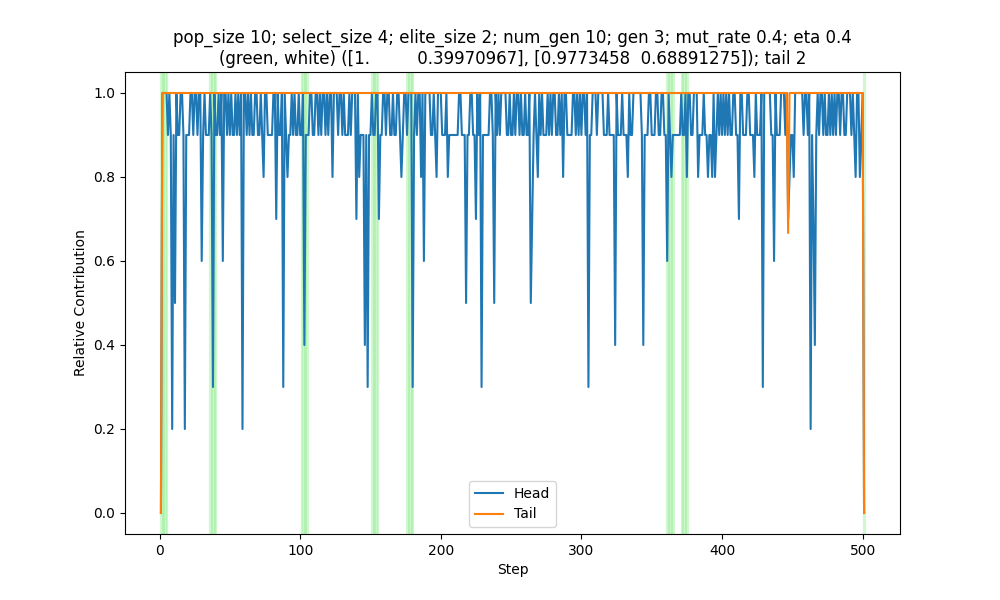 pop_size 10; select_size 4; elite_size 2; num_gen 10; gen 3; mut_rate 0.4; eta 0.4
(green, white) ([1.         0.39970967], [0.9773458  0.68891275]); tail 2
1.0
0.8
0.6
0.4
0.2
0.0
Relative Contribution
Head
Tail
0
100
200
300
400
500
Step